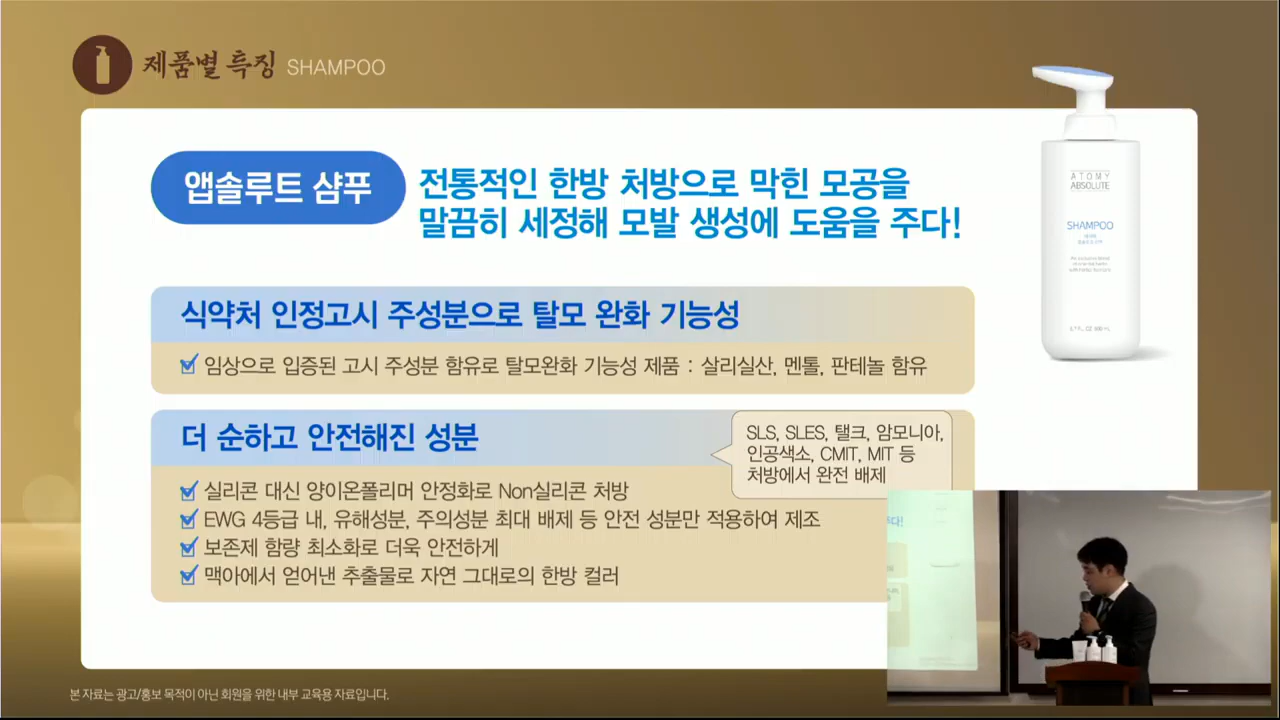 제품별 특징 SHAMPOO
앱솔루트 샴푸
전통적인 한방 처방으로 막힌 모공을
말끔히 세정해 모발 생성에 도움을 주다!
ATOMY
ABSOLUTE
SHAMPOO
식약처 인정고시 주성분으로 탈모 완화 기능성
임상으로 입증된 고시 주성분 함유로 탈모완화 기능성 제품 : 살리실산, 멘톨, 판테놀 함유
더 순하고 안전해진 성분
SLS, SLES, 탤크, 암모니아,
인공색소, CMIT, MIT 등
처방에서 완전 배제
실리콘 대신 양이온폴리머 안정화로 Non실리콘 처방
EWG 4등급 내, 유해성분, 주의성분 최대 배제 등 안전 성분만 적용하여 제조
보존제 함량 최소화로 더욱 안전하게
맥아에서 얻어낸 추출물로 자연 그대로의 한방 컬러
본 자료는 광고/홍보 목적이 아닌 회원을 위한 내부 교육용 자료입니다.